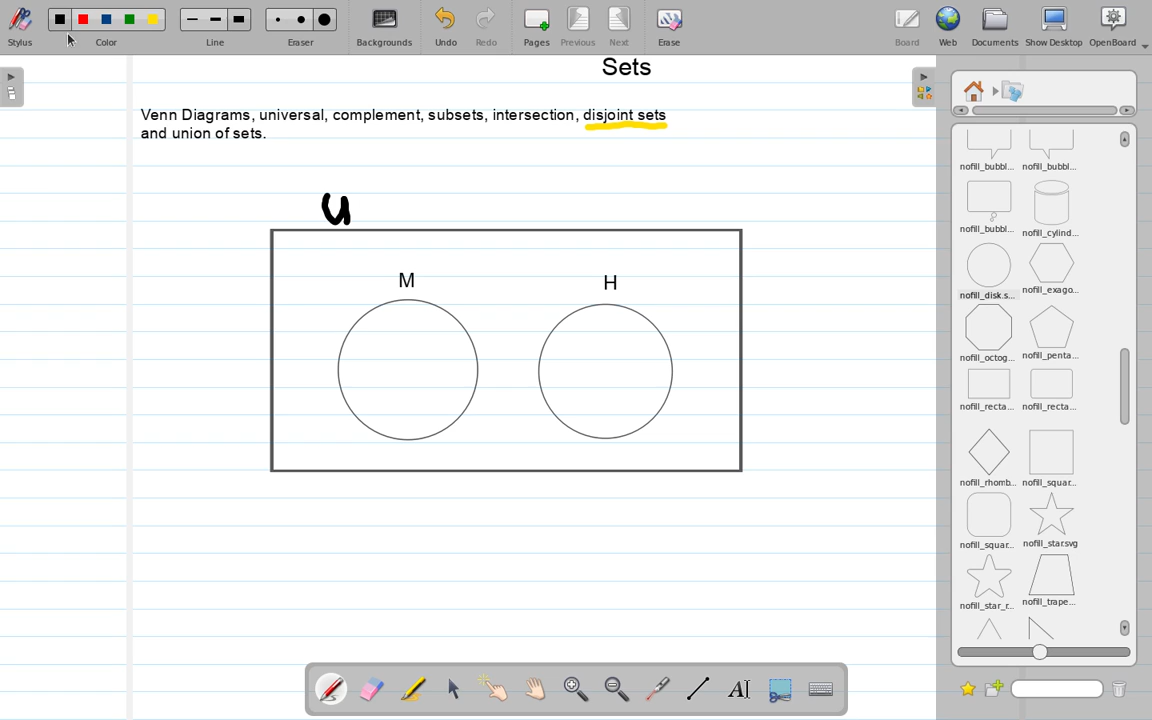 Stylus
Color
Line
Eraser
Backgrounds
Undo
Redo
Pages
Previous
Next
Erase
Board
Web
Documents
Show Desktop
OpenBoard
Sets
Venn Diagrams, universal, complement, subsets, intersection, disjoint sets
and union of sets.
U
M
H
nofill_bubbl...
nofill_bubbl...
nofill_bubbl...
nofill_cylind...
nofill_disk.s...
nofill_exago...
nofill_octog...
nofill_penta...
nofill_recta...
nofill_recta...
nofill_rhomb...
nofill_squar...
nofill_squar...
nofill_star.svg
nofill_star_r...
nofill_trape...
AI